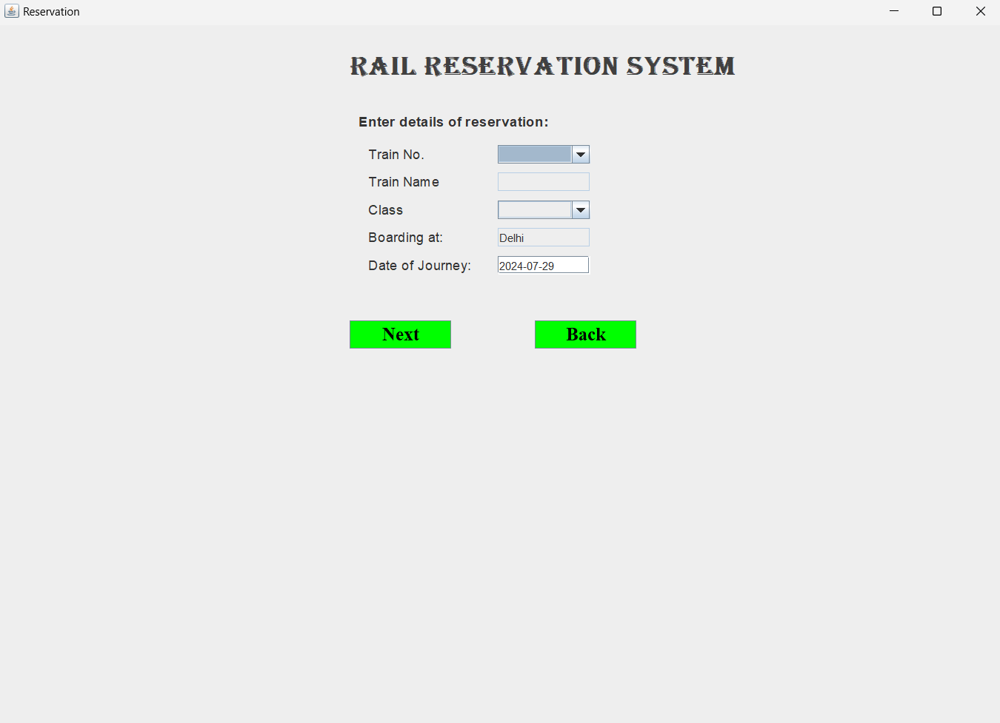 Reservation
RAIL RESERVATION SYSTEM
Enter details of reservation:
Train No.
Train Name
Class
Boarding at: Delhi
Date of Journey: 2024-07-29
Next Back